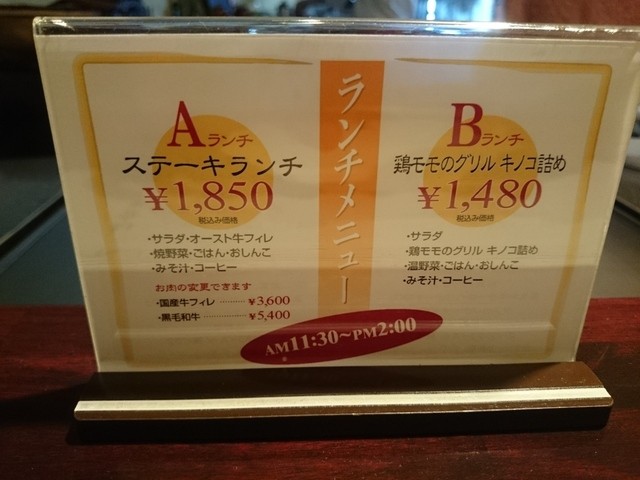 ランチメニュー
Aランチ
ステーキランチ
¥1,850
税込み価格
・サラダ・オースト牛フィレ
・焼野菜・ごはん・おしんこ
・みそ汁・コーヒー
お肉の変更できます
・国産牛フィレ ……… ¥3,600
・黒毛和牛 ………… ¥5,400
Bランチ
鶏モモのグリル キノコ詰め
¥1,480
税込み価格
・サラダ
・鶏モモのグリル キノコ詰め
・温野菜・ごはん・おしんこ
・みそ汁・コーヒー
AM11:30~PM2:00